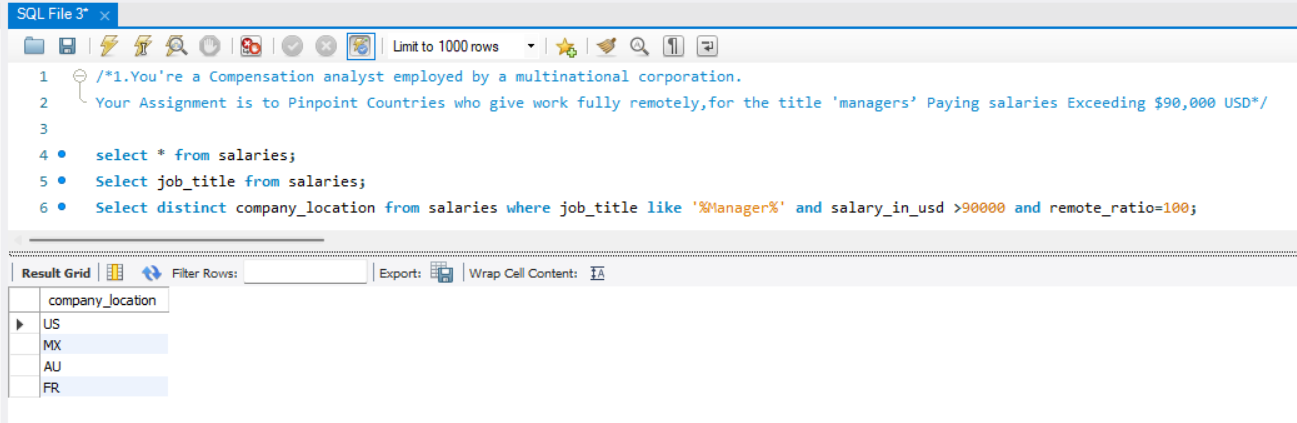 SQL File 3*
Limit to 1000 rows
1 /*1.You're a Compensation analyst employed by a multinational corporation.
2 Your Assignment is to Pinpoint Countries who give work fully remotely,for the title 'managers’ Paying salaries Exceeding $90,000 USD*/
3
4 select * from salaries;
5 Select job_title from salaries;
6 Select distinct company_location from salaries where job_title like '%Manager%' and salary_in_usd >90000 and remote_ratio=100;
Result Grid Filter Rows: Export: Wrap Cell Content: IA
company_location
US
MX
AU
FR